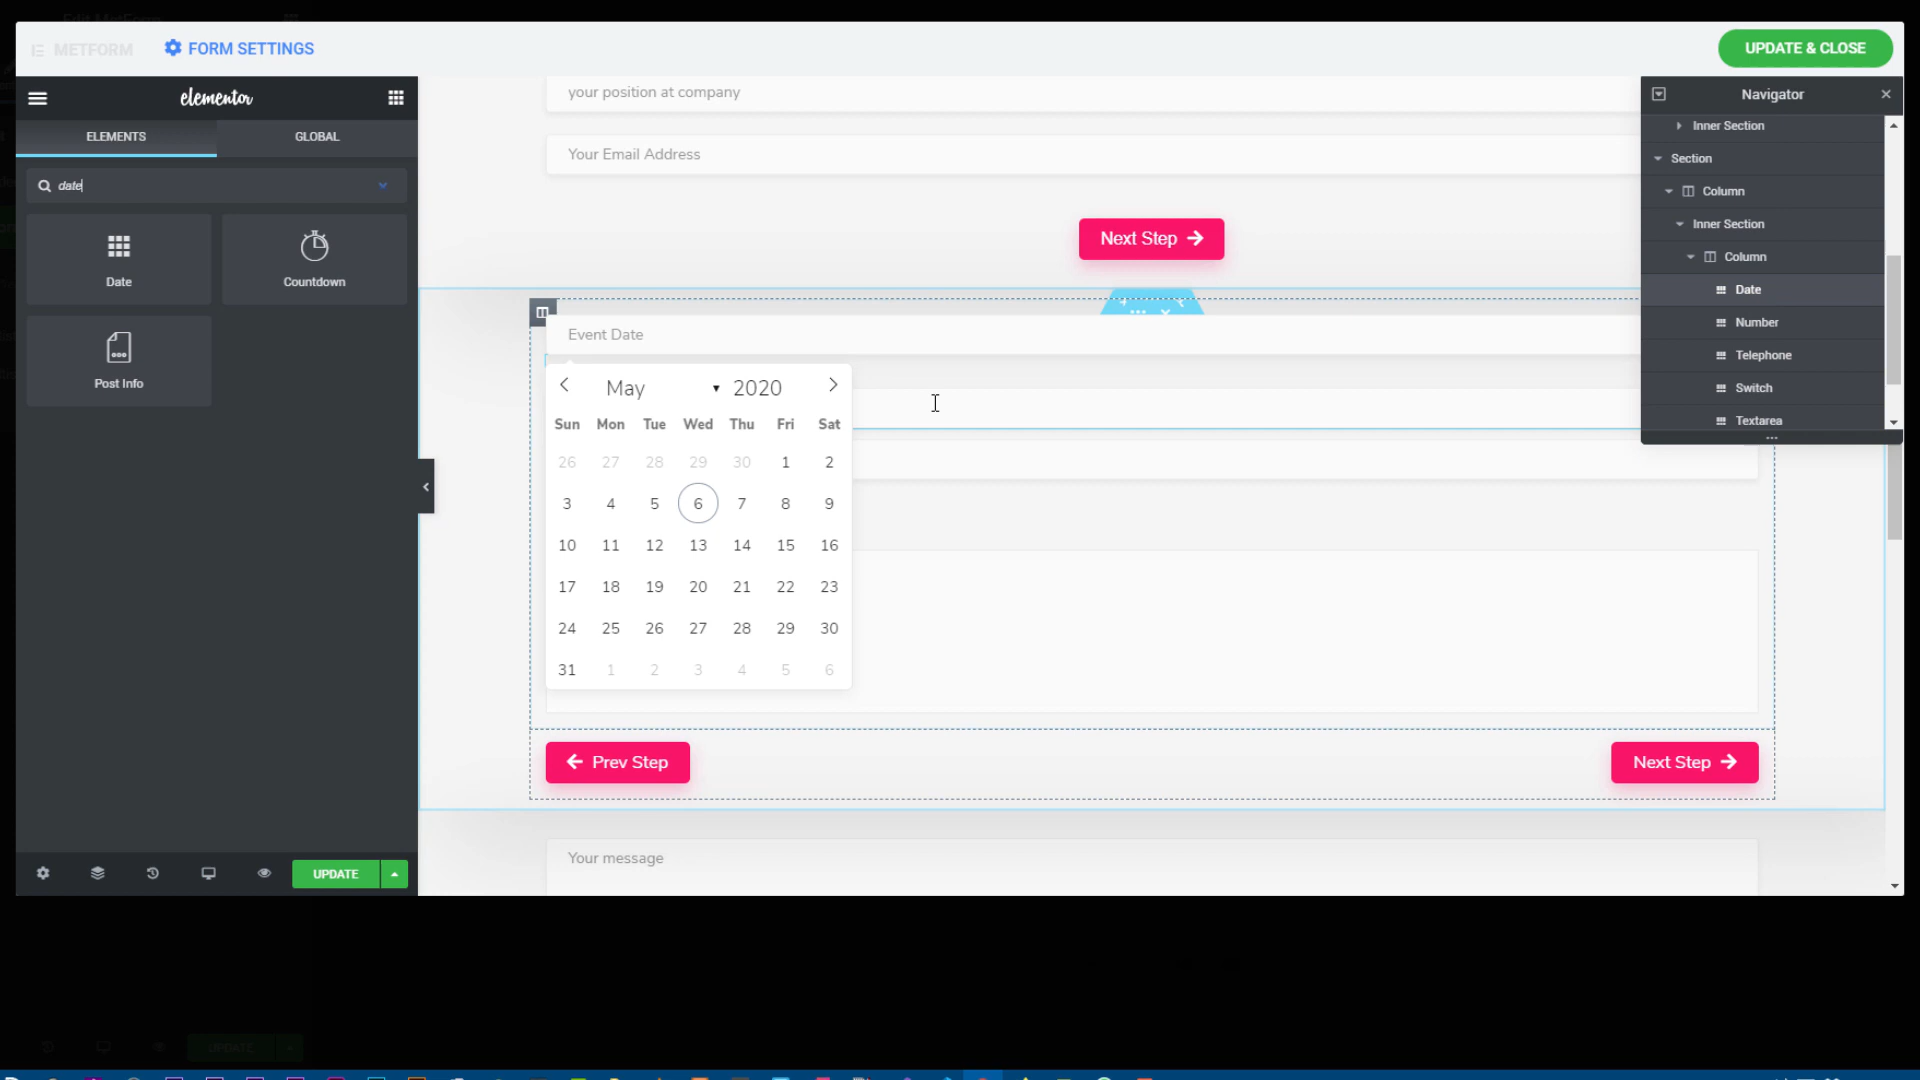 Edit MetForm
METFORM
FORM SETTINGS
UPDATE & CLOSE
elementor
ELEMENTS
GLOBAL
date
Date
Countdown
Post Info
UPDATE
your position at company
Your Email Address
Next Step
Event Date
May 2020
Sun Mon Tue Wed Thu Fri Sat
26 27 28 29 30 1 2
3 4 5 6 7 8 9
10 11 12 13 14 15 16
17 18 19 20 21 22 23
24 25 26 27 28 29 30
31 1 2 3 4 5 6
Prev Step
Next Step
Your message
Navigator
Inner Section
Section
Column
Inner Section
Column
Date
Number
Telephone
Switch
Textarea
UPDATE